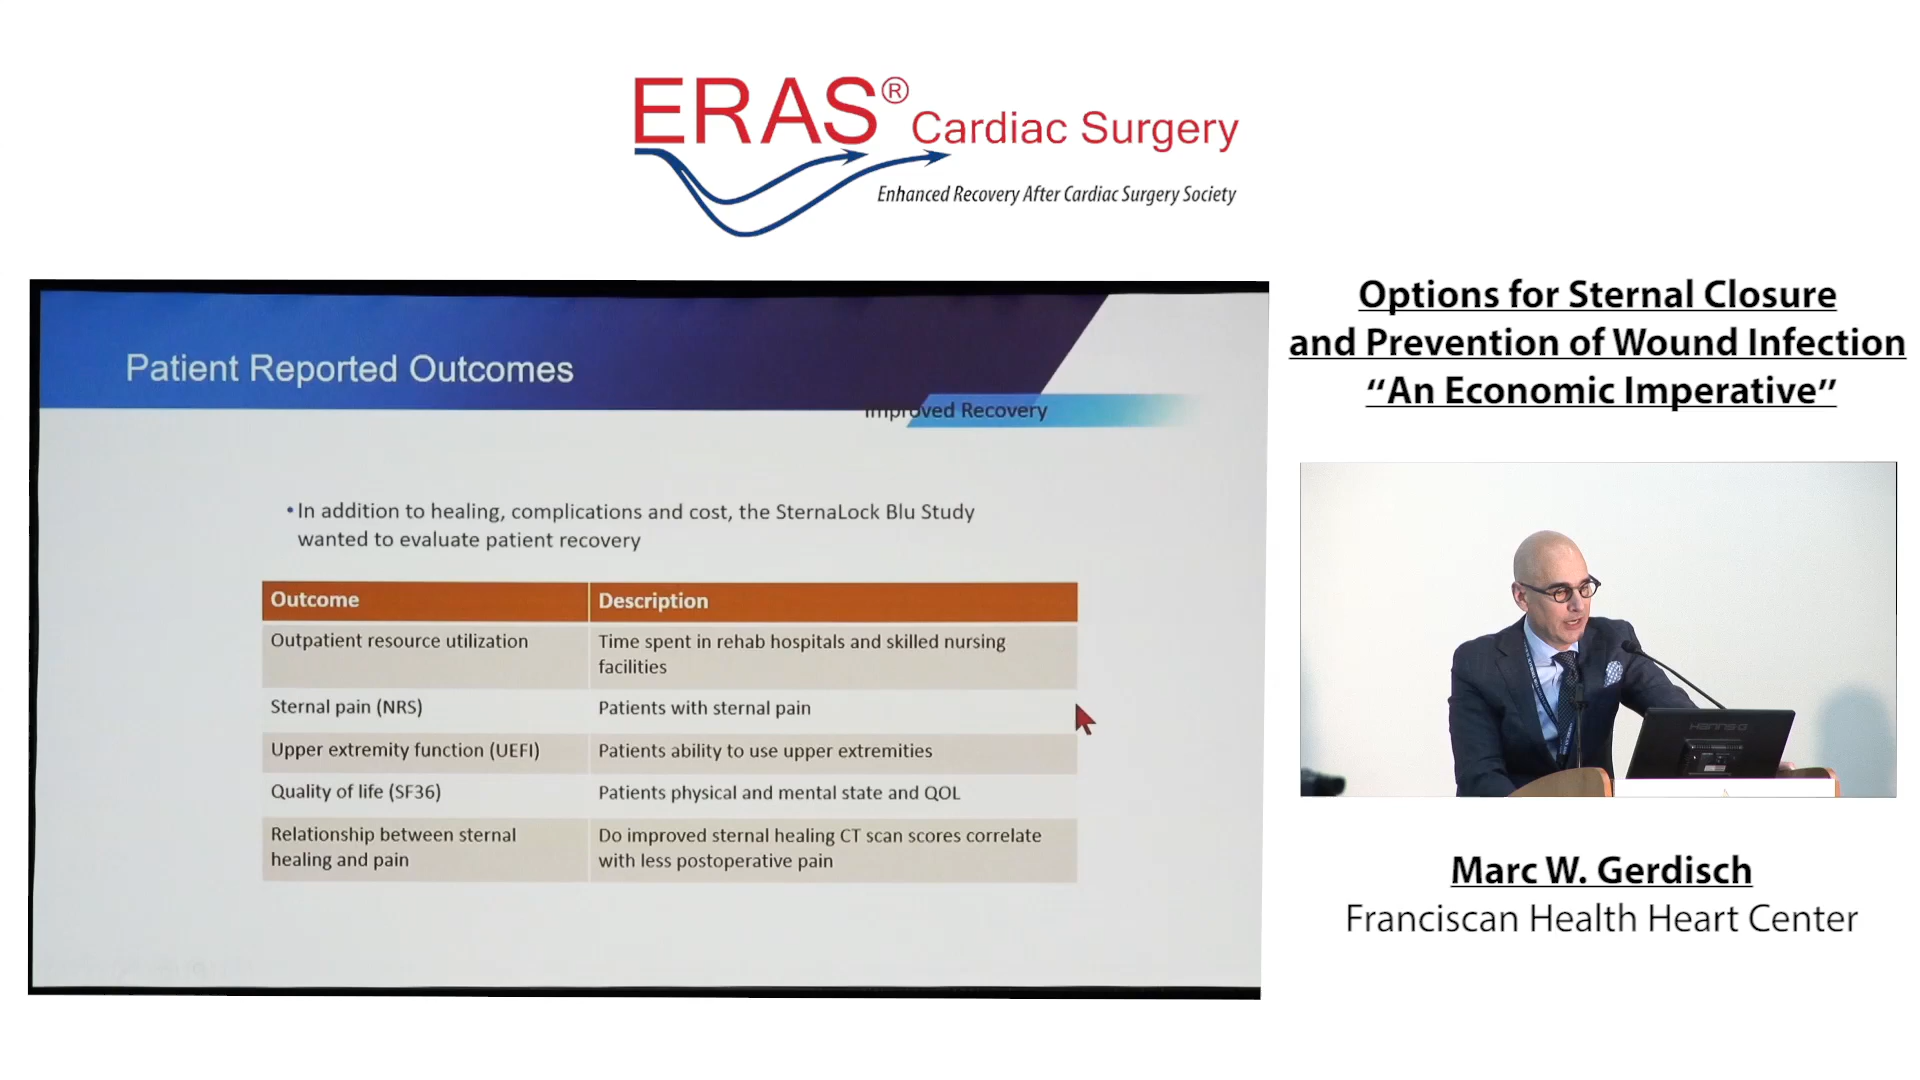 ERAS® Cardiac Surgery
Enhanced Recovery After Cardiac Surgery Society
Patient Reported Outcomes
Improved Recovery
• In addition to healing, complications and cost, the SternaLock Blu Study
wanted to evaluate patient recovery
Outcome Description
Outpatient resource utilization Time spent in rehab hospitals and skilled nursing
facilities
Sternal pain (NRS) Patients with sternal pain
Upper extremity function (UEFI) Patients ability to use upper extremities
Quality of life (SF36) Patients physical and mental state and QOL
Relationship between sternal Do improved sternal healing CT scan scores correlate
healing and pain with less postoperative pain
Options for Sternal Closure
and Prevention of Wound Infection
“An Economic Imperative”
HANNS-G
Marc W. Gerdisch
Franciscan Health Heart Center